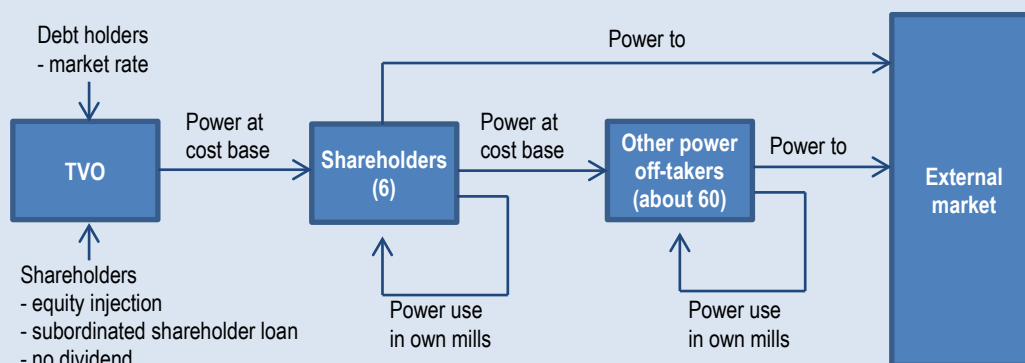 Debt holders
- market rate
Power to
Power at
cost base
Power at
cost base
Power to
TVO
Shareholders
(6)
Other power
off-takers
(about 60)
External
market
Shareholders
- equity injection
- subordinated shareholder loan
- no dividend
Power use
in own mills
Power use
in own mills